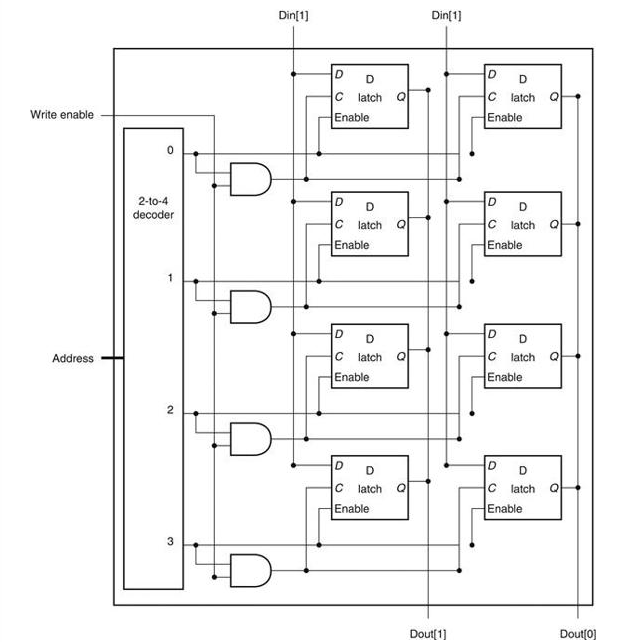 Din[1] Din[1]
Write enable
D D
C latch Q
Enable
D D
C latch Q
Enable
0
2-to-4
decoder
D D
C latch Q
Enable
D D
C latch Q
Enable
1
Address
D D
C latch Q
Enable
D D
C latch Q
Enable
2
D D
C latch Q
Enable
D D
C latch Q
Enable
3
Dout[1] Dout[0]